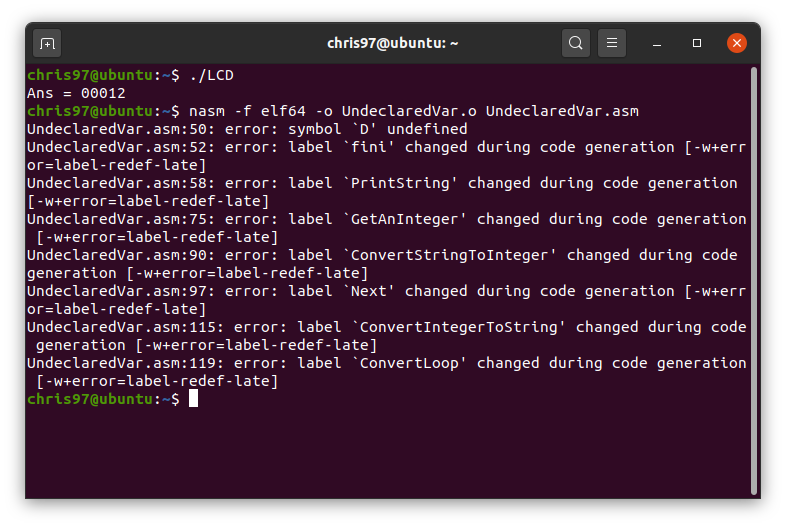 chris97@ubuntu: ~
chris97@ubuntu:~$ ./LCD
Ans = 00012
chris97@ubuntu:~$ nasm -f elf64 -o UndeclaredVar.o UndeclaredVar.asm
UndeclaredVar.asm:50: error: symbol `D' undefined
UndeclaredVar.asm:52: error: label `fini' changed during code generation [-w+err
or=label-redef-late]
UndeclaredVar.asm:58: error: label `PrintString' changed during code generation
[-w+error=label-redef-late]
UndeclaredVar.asm:75: error: label `GetAnInteger' changed during code generation
 [-w+error=label-redef-late]
UndeclaredVar.asm:90: error: label `ConvertStringToInteger' changed during code
generation [-w+error=label-redef-late]
UndeclaredVar.asm:97: error: label `Next' changed during code generation [-w+err
or=label-redef-late]
UndeclaredVar.asm:115: error: label `ConvertIntegerToString' changed during code
 generation [-w+error=label-redef-late]
UndeclaredVar.asm:119: error: label `ConvertLoop' changed during code generation
 [-w+error=label-redef-late]
chris97@ubuntu:~$